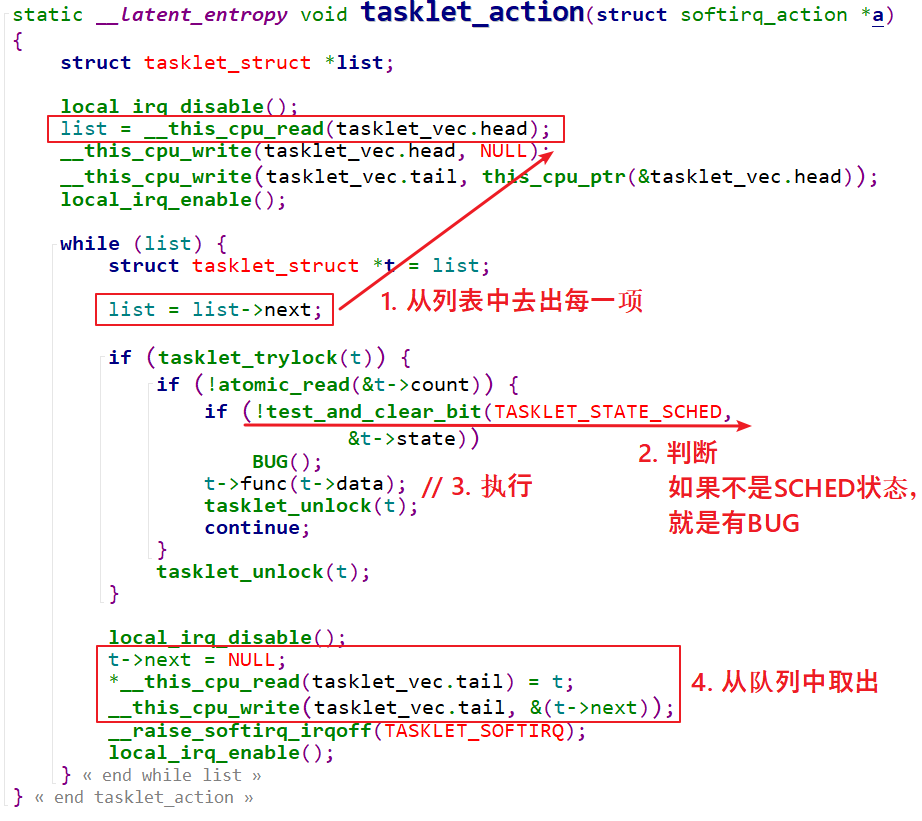 static __latent_entropy void tasklet_action(struct softirq_action *a)
{
struct tasklet_struct *list;
local_irq_disable();
list = __this_cpu_read(tasklet_vec.head);
__this_cpu_write(tasklet_vec.head, NULL);
__this_cpu_write(tasklet_vec.tail, this_cpu_ptr(&tasklet_vec.head));
local_irq_enable();
while (list) {
struct tasklet_struct *t = list;
list = list->next;
1. 从列表中去出每一项
if (tasklet_trylock(t)) {
if (!atomic_read(&t->count)) {
if (!test_and_clear_bit(TASKLET_STATE_SCHED,
&t->state))
2. 判断
如果不是SCHED状态，
就是有BUG
BUG();
t->func(t->data); // 3. 执行
tasklet_unlock(t);
continue;
}
tasklet_unlock(t);
}
local_irq_disable();
t->next = NULL;
*__this_cpu_read(tasklet_vec.tail) = t;
__this_cpu_write(tasklet_vec.tail, &(t->next));
4. 从队列中取出
__raise_softirq_irqoff(TASKLET_SOFTIRQ);
local_irq_enable();
} « end while list »
} « end tasklet_action »